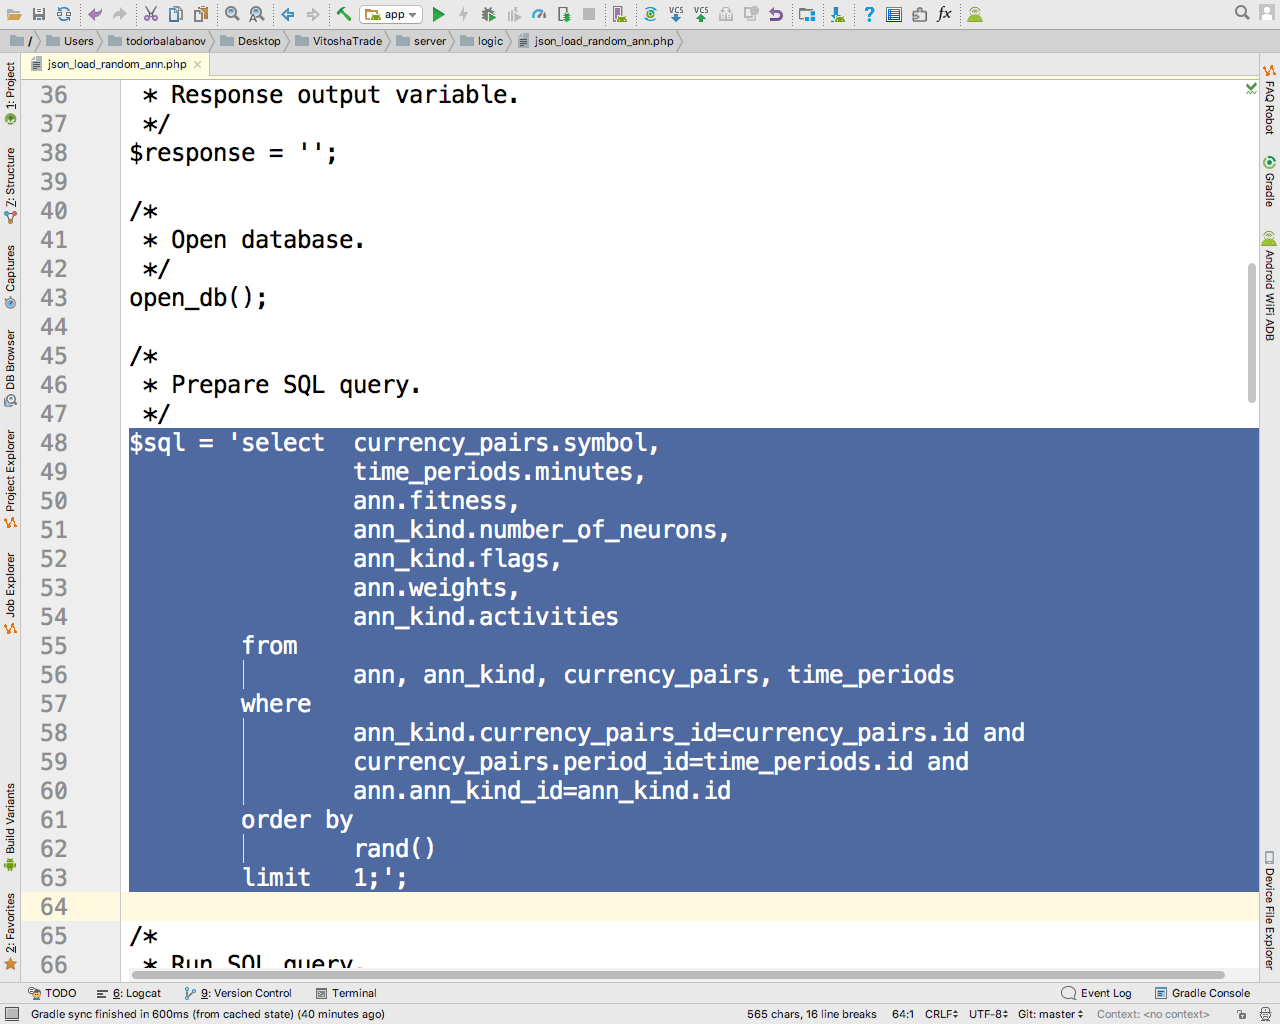 app
/ Users todorbalabanov Desktop VitoshaTrade server logic json_load_random_ann.php
json_load_random_ann.php
1: Project
7: Structure
Captures
DB Browser
Project Explorer
Job Explorer
Build Variants
2: Favorites
36 * Response output variable.
37 */
38 $response = '';
39
40 /*
41 * Open database.
42 */
43 open_db();
44
45 /*
46 * Prepare SQL query.
47 */
48 $sql = 'select currency_pairs.symbol,
49 time_periods.minutes,
50 ann.fitness,
51 ann_kind.number_of_neurons,
52 ann_kind.flags,
53 ann.weights,
54 ann_kind.activities
55 from
56 ann, ann_kind, currency_pairs, time_periods
57 where
58 ann_kind.currency_pairs_id=currency_pairs.id and
59 currency_pairs.period_id=time_periods.id and
60 ann.ann_kind_id=ann_kind.id
61 order by
62 rand()
63 limit 1;';
64
65 /*
66 * Run SQL query.
FAQ Robot
Gradle
Android WiFi ADB
Device File Explorer
TODO 6: Logcat 9: Version Control Terminal Event Log Gradle Console
Gradle sync finished in 600ms (from cached state) (40 minutes ago) 565 chars, 16 line breaks 64:1 CRLF UTF-8 Git: master Context: <no context>